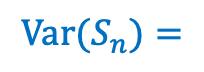 Var(Sₙ) =